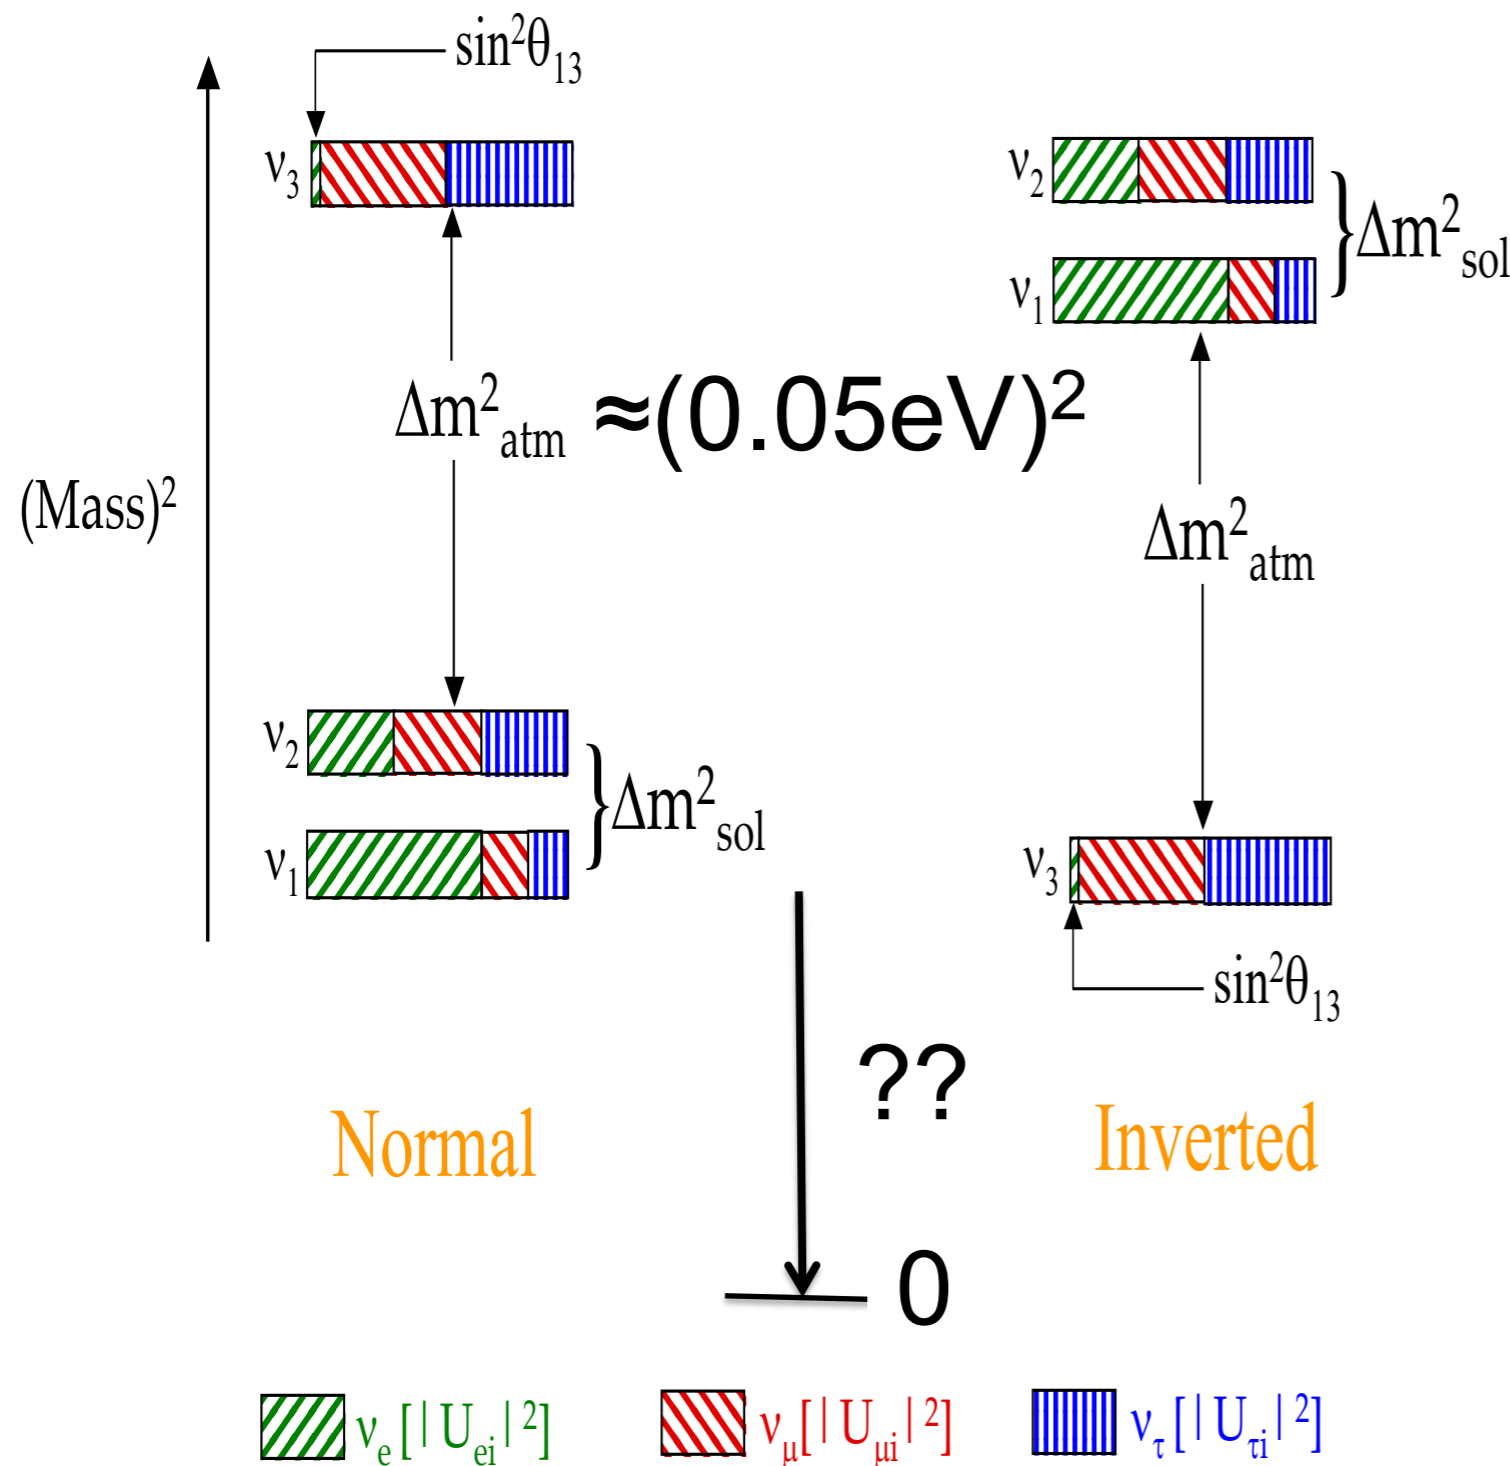 sin²θ₁₃
ν₃
Δm²atm ≈(0.05eV)²
(Mass)²
ν₂
ν₁
Δm²sol
ν₂
ν₁
Δm²sol
Δm²atm
ν₃
sin²θ₁₃
??
0
Normal
Inverted
νe [|Uei|²]
νμ [|Uμi|²]
ντ [|Uτi|²]